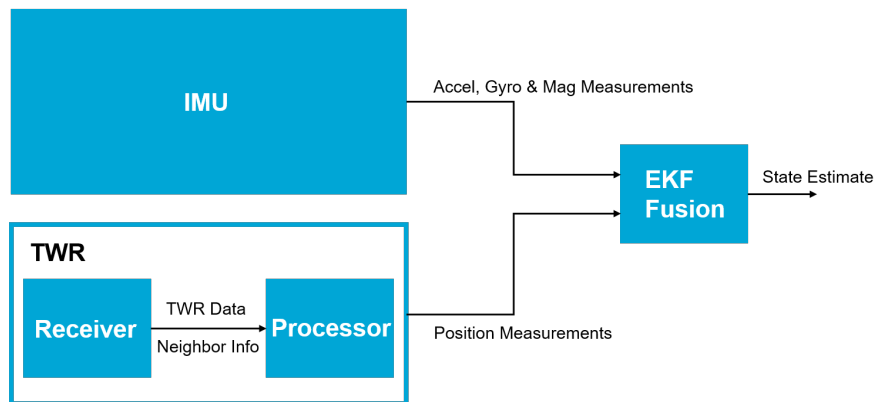 IMU
Accel, Gyro & Mag Measurements
EKF
Fusion
State Estimate
TWR
Receiver
TWR Data
Neighbor Info
Processor
Position Measurements